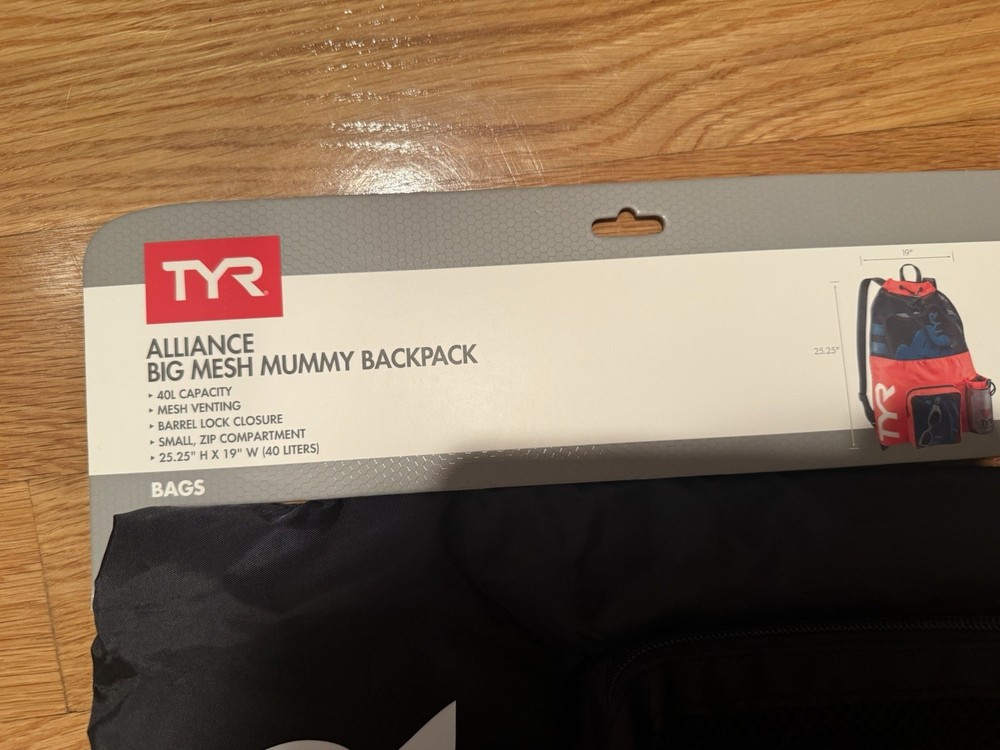 TYR
ALLIANCE
BIG MESH MUMMY BACKPACK
▸ 40L CAPACITY
▸ MESH VENTING
▸ BARREL LOCK CLOSURE
▸ SMALL, ZIP COMPARTMENT
▸ 25.25" H X 19" W (40 LITERS)
BAGS
19"
25.25"
TYR